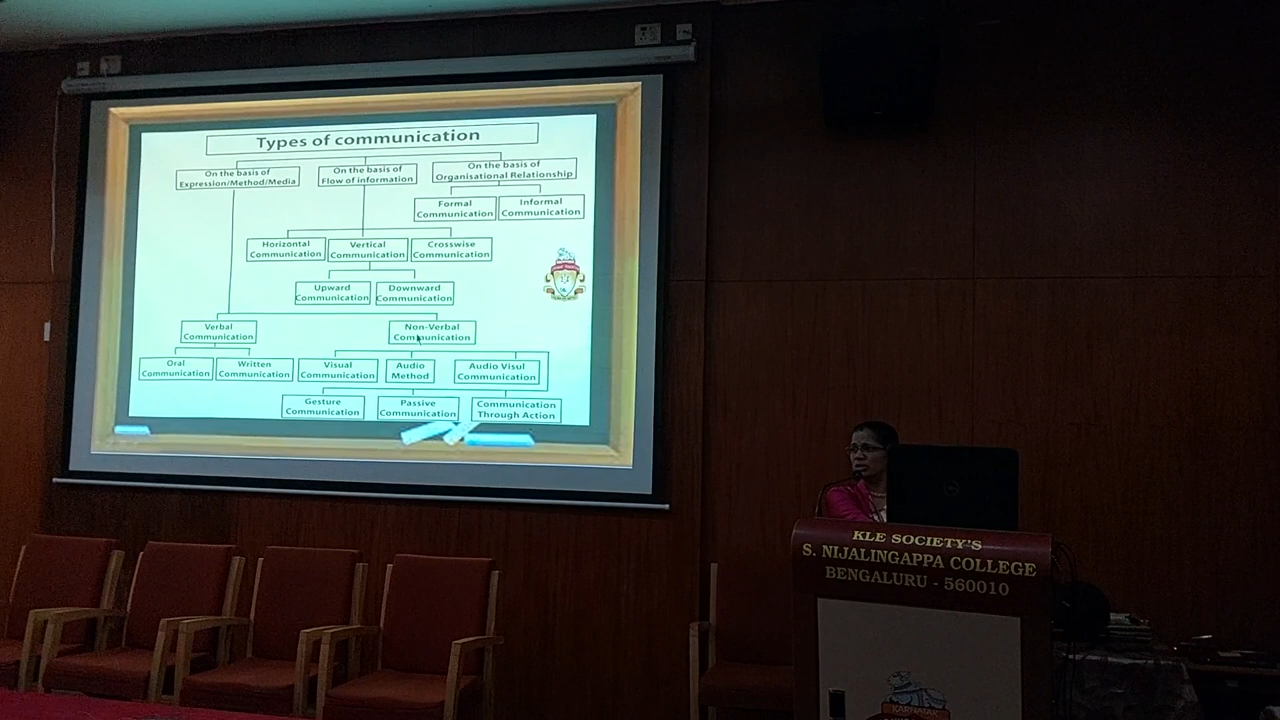 Types of communication
On the basis of
Expression/Method/Media
On the basis of
Flow of information
On the basis of
Organisational Relationship
Formal
Communication
Informal
Communication
Horizontal
Communication
Vertical
Communication
Crosswise
Communication
Upward
Communication
Downward
Communication
Verbal
Communication
Non-Verbal
Communication
Oral
Communication
Written
Communication
Visual
Communication
Audio
Method
Audio Visul
Communication
Gesture
Communication
Passive
Communication
Communication
Through Action
KLE SOCIETY'S
S. NIJALINGAPPA COLLEGE
BENGALURU - 560010
KARNATAK